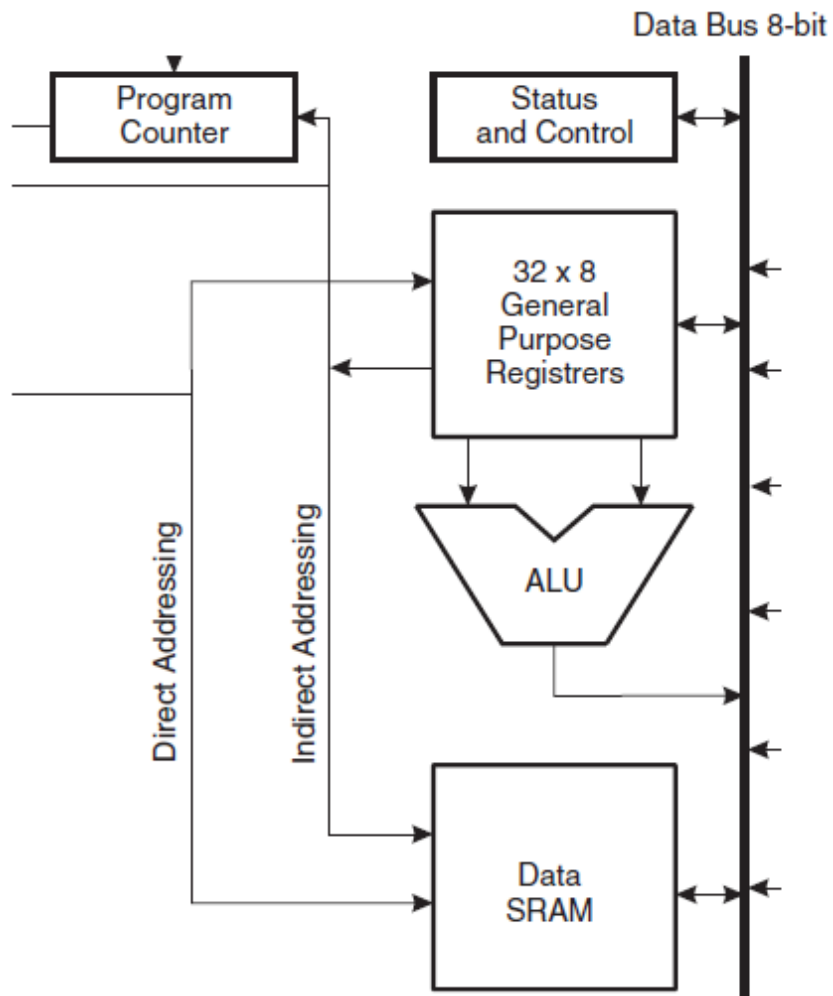 Data Bus 8-bit
Program
Counter
Status
and Control
32 x 8
General
Purpose
Registrers
ALU
Direct Addressing
Indirect Addressing
Data
SRAM